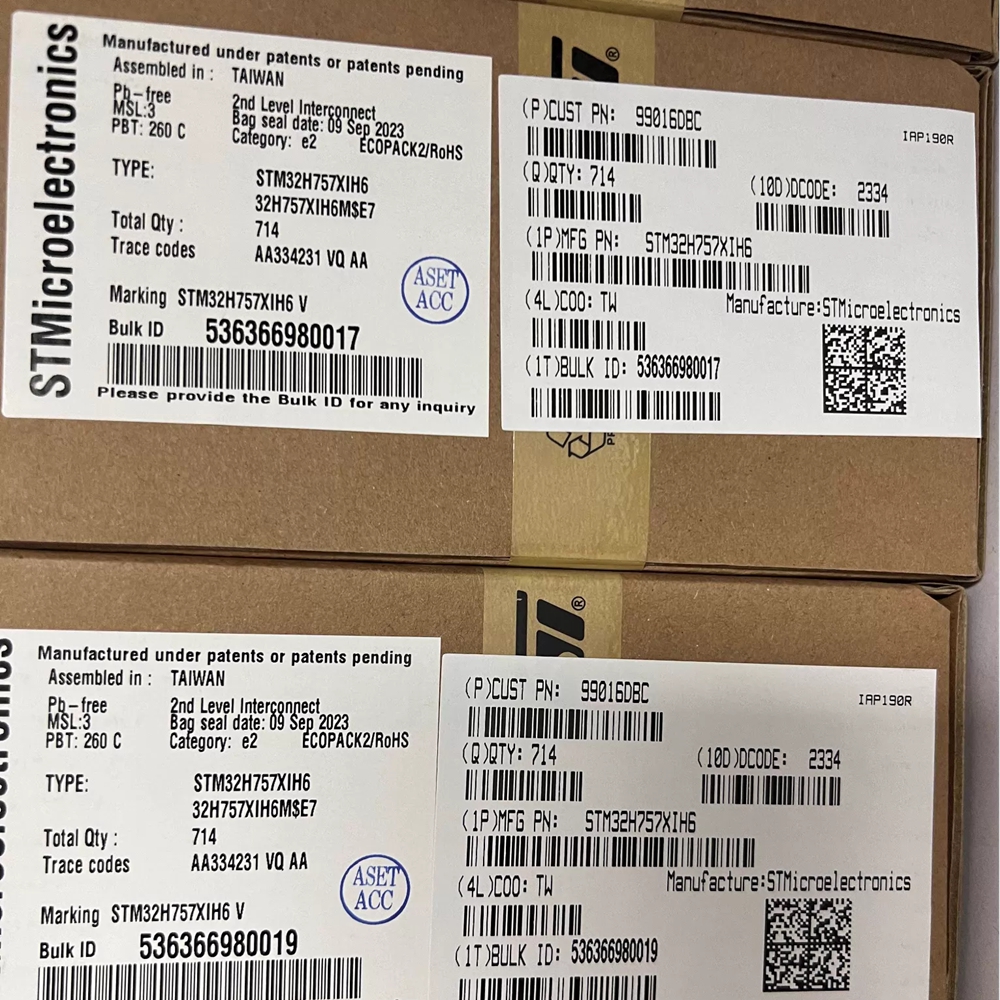 STMicroelectronics
Manufactured under patents or patents pending
Assembled in : TAIWAN
Pb-free 2nd Level Interconnect
MSL:3 Bag seal date: 09 Sep 2023
PBT: 260 C Category: e2 ECOPACK2/RoHS
TYPE: STM32H757XIH6
32H757XIH6M$E7
Total Qty : 714
Trace codes AA334231 VQ AA
ASET
ACC
Marking STM32H757XIH6 V
Bulk ID 536366980017
Please provide the Bulk ID for any inquiry
®
(P)CUST PN: 99016DBC
IAP190R
(Q)QTY: 714
(10D)DCODE: 2334
(1P)MFG PN: STM32H757XIH6
(4L)COO: TW
Manufacture:STMicroelectronics
(1T)BULK ID: 536366980017
Manufactured under patents or patents pending
Assembled in : TAIWAN
Pb-free 2nd Level Interconnect
MSL:3 Bag seal date: 09 Sep 2023
PBT: 260 C Category: e2 ECOPACK2/RoHS
TYPE: STM32H757XIH6
32H757XIH6M$E7
Total Qty : 714
Trace codes AA334231 VQ AA
ASET
ACC
Marking STM32H757XIH6 V
Bulk ID 536366980019
®
(P)CUST PN: 99016DBC
IAP190R
(Q)QTY: 714
(10D)DCODE: 2334
(1P)MFG PN: STM32H757XIH6
(4L)COO: TW
Manufacture:STMicroelectronics
(1T)BULK ID: 536366980019